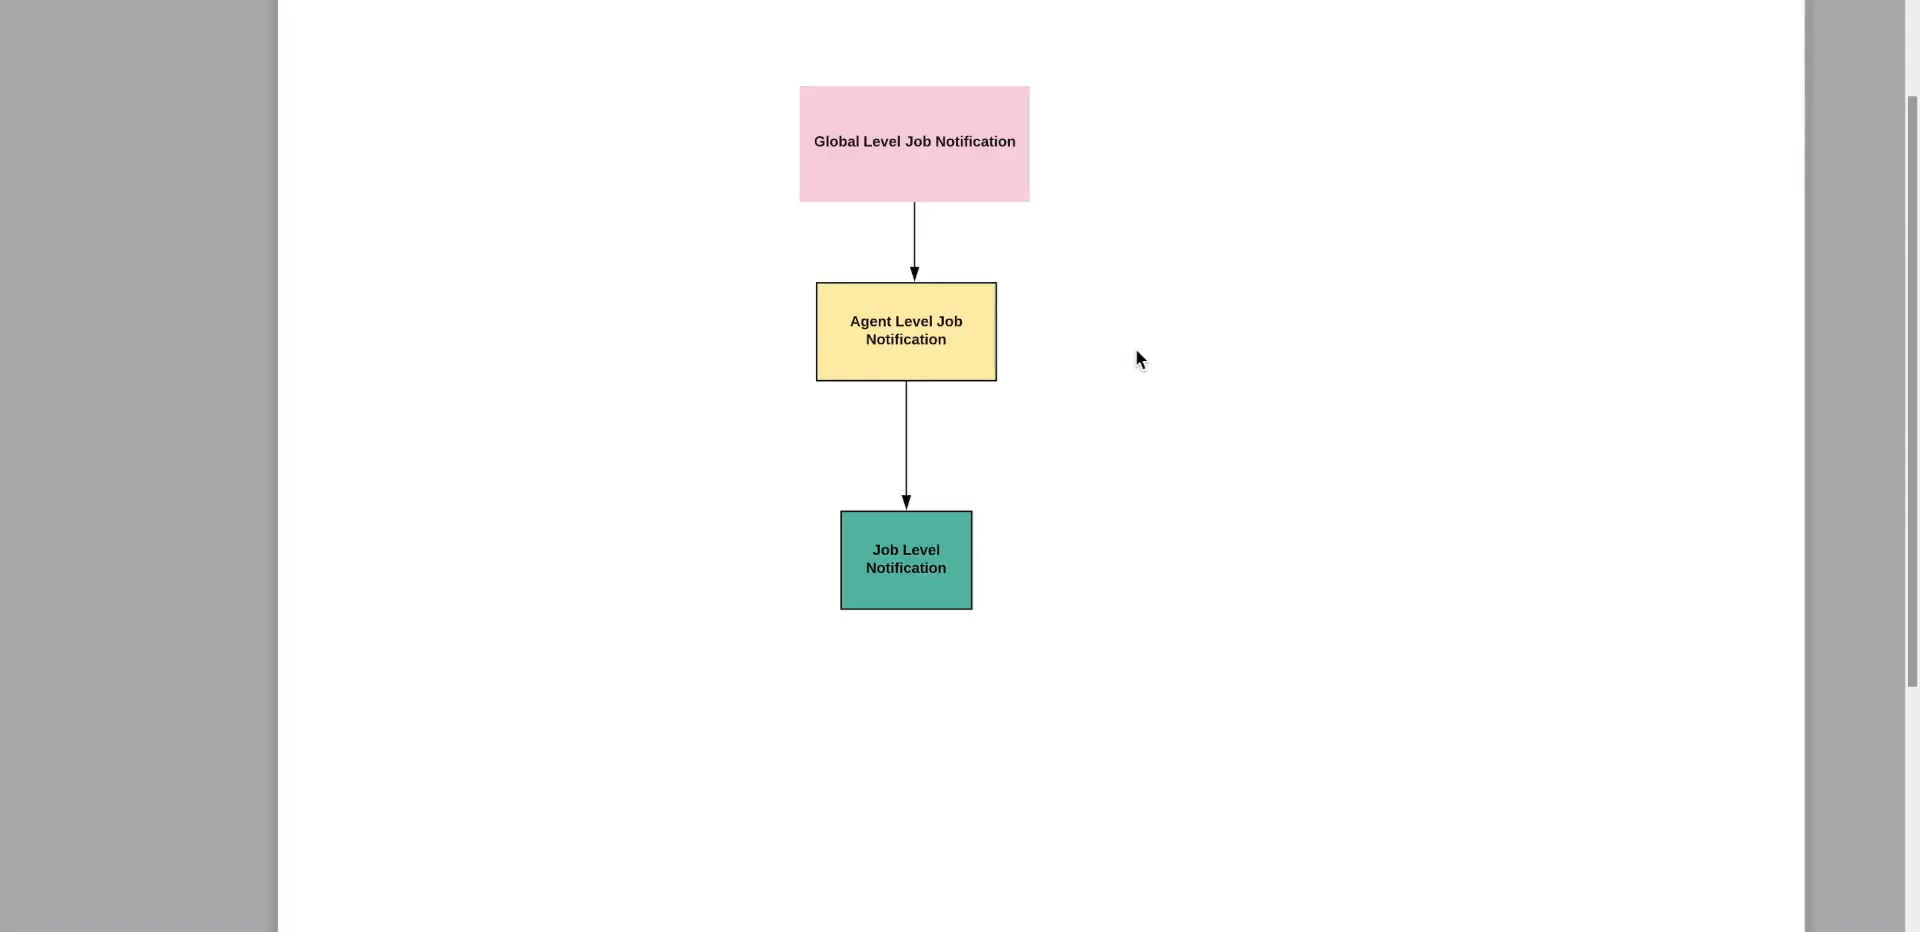 Global Level Job Notification
Agent Level Job
Notification
Job Level
Notification